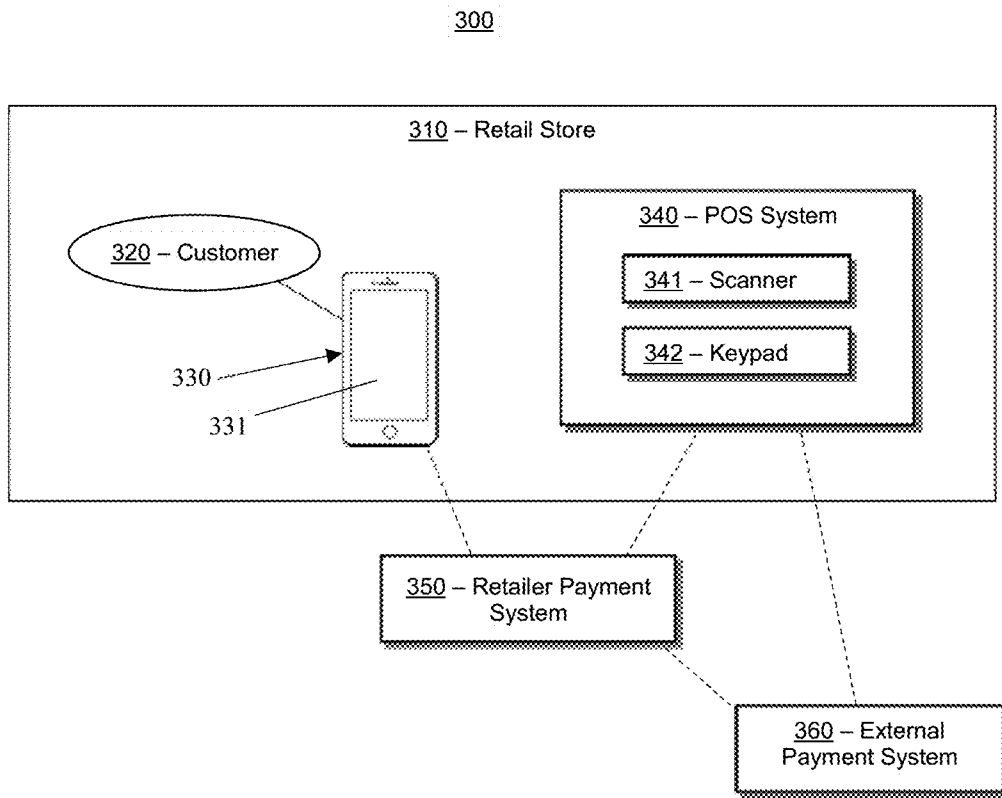 300
310 – Retail Store
320 – Customer
340 – POS System
341 – Scanner
342 – Keypad
330
331
350 – Retailer Payment
System
360 – External
Payment System